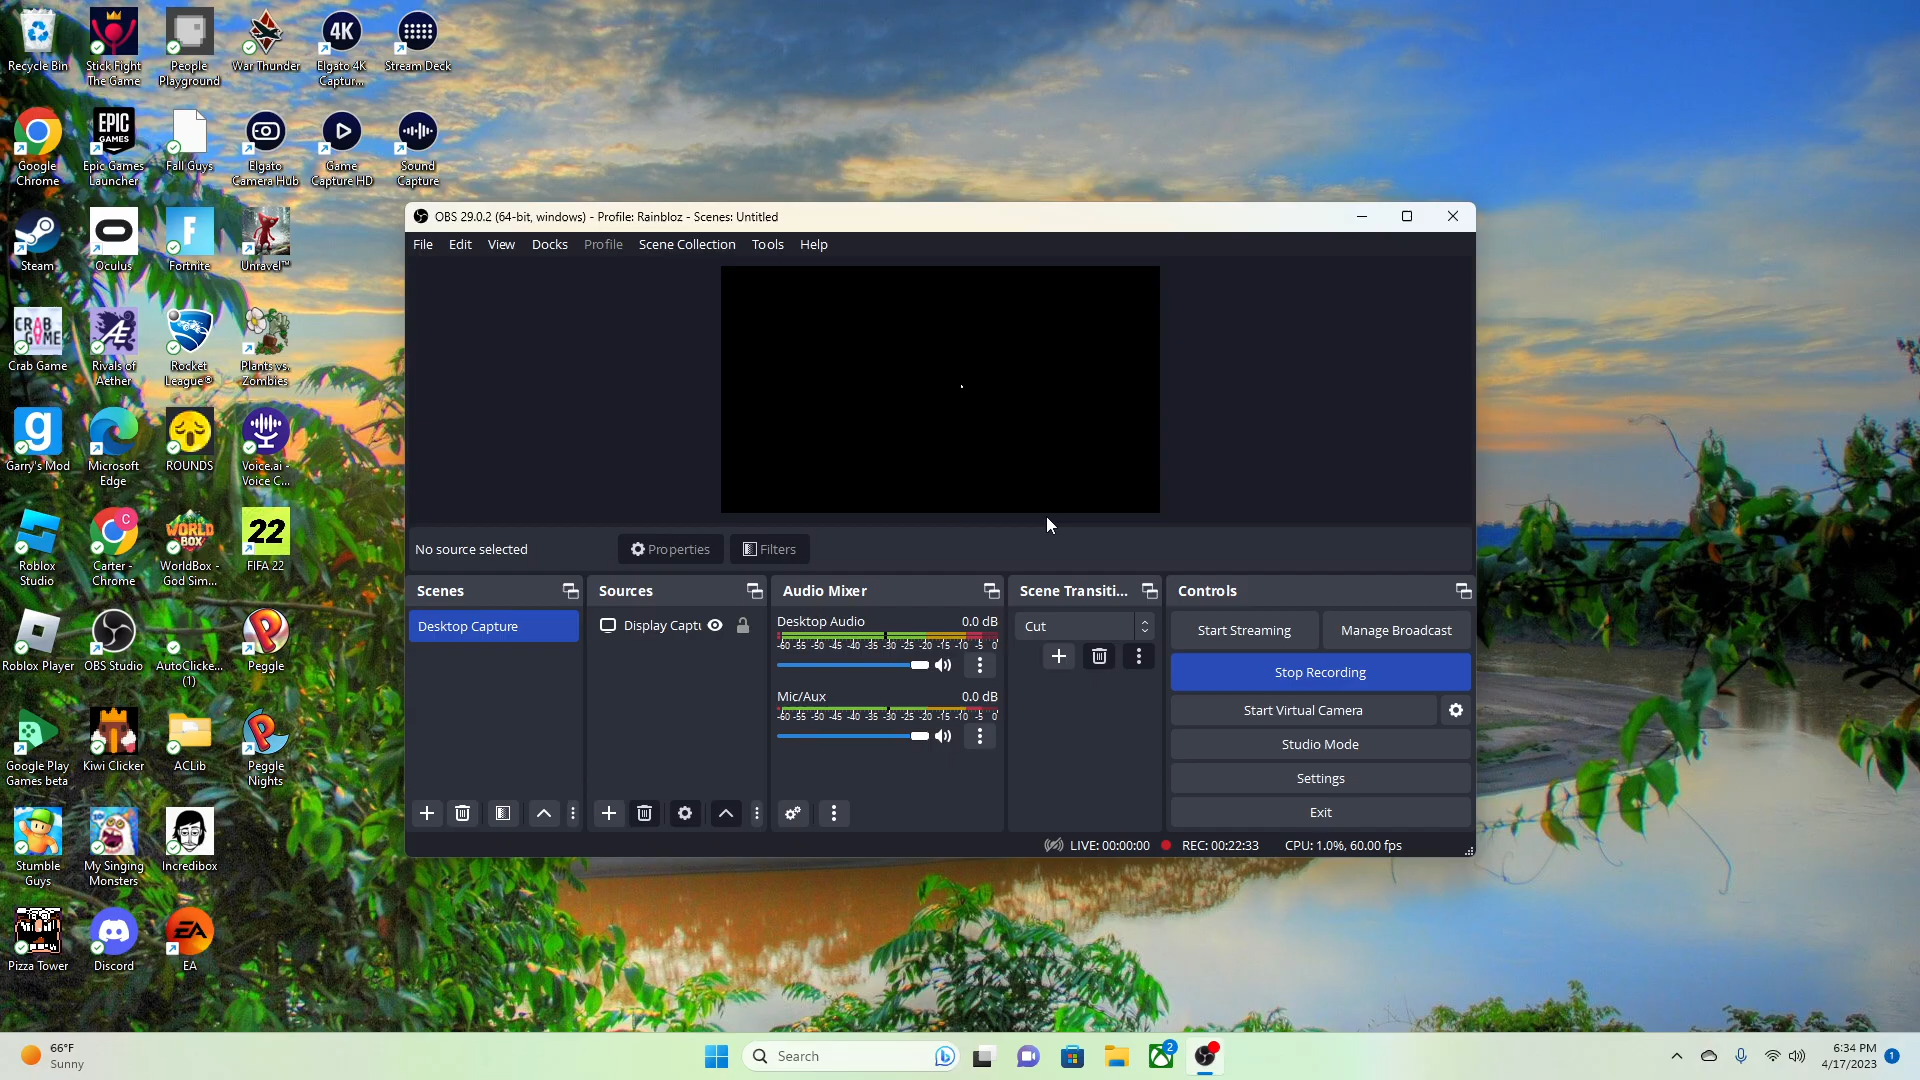 Recycle Bin
Stick Fight
The Game
People
Playground
War Thunder
4K
Elgato 4K
Captur...
Stream Deck
Google
Chrome
EPIC
GAMES
Epic Games
Launcher
Fall Guys
Elgato
Camera Hub
Game
Capture HD
Sound
Capture
Steam
Oculus
F
Fortnite
Unravel™
CRAB
GAME
Crab Game
Rivals of
Aether
Rocket
League®
Plants vs.
Zombies
g
Garry's Mod
Microsoft
Edge
ROUNDS
Voice.ai -
Voice C...
Roblox
Studio
C
Carter -
Chrome
WORLD
BOX
WorldBox -
God Sim...
22
FIFA 22
Roblox Player
OBS Studio
AutoClicke...
(1)
Peggle
Google Play
Games beta
Kiwi Clicker
ACLib
Peggle
Nights
Stumble
Guys
My Singing
Monsters
Incredibox
Pizza Tower
Discord
EA
EA
OBS 29.0.2 (64-bit, windows) - Profile: Rainbloz - Scenes: Untitled
File Edit View Docks Profile Scene Collection Tools Help
No source selected
Properties
Filters
Scenes
Desktop Capture
Sources
Display Captu
Audio Mixer
Desktop Audio 0.0 dB
-60 -55 -50 -45 -40 -35 -30 -25 -20 -15 -10 -5 0
Mic/Aux 0.0 dB
-60 -55 -50 -45 -40 -35 -30 -25 -20 -15 -10 -5 0
Scene Transiti...
Cut
Controls
Start Streaming
Manage Broadcast
Stop Recording
Start Virtual Camera
Studio Mode
Settings
Exit
LIVE: 00:00:00
REC: 00:22:33
CPU: 1.0%, 60.00 fps
66°F
Sunny
Search
2
6:34 PM
4/17/2023
1